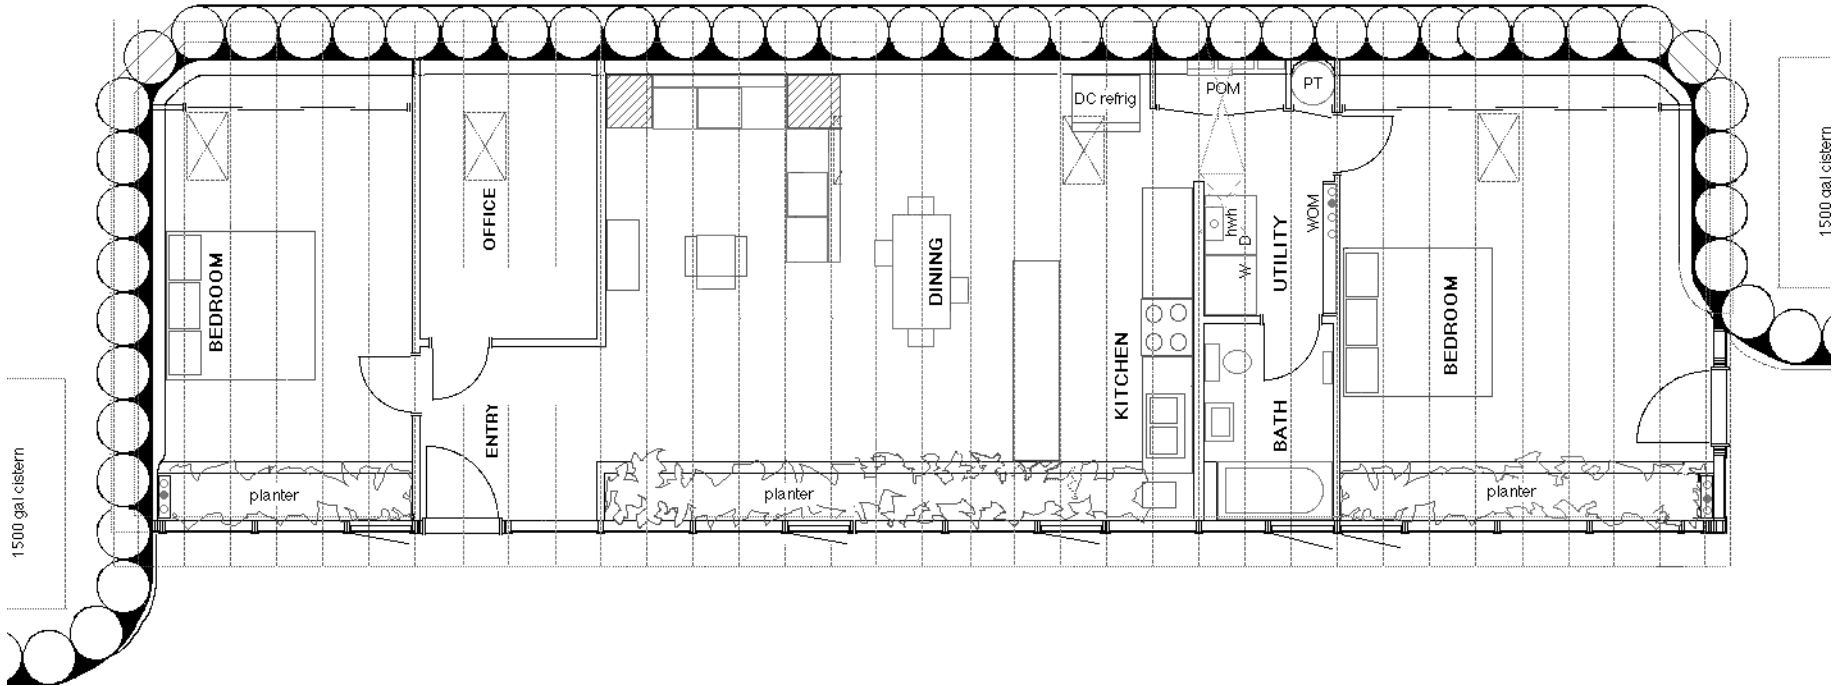 DC refrig
POM
PT
1500 gal cistern
OFFICE
WOM
hwh
W D
UTILITY
BEDROOM
DINING
BEDROOM
KITCHEN
BATH
ENTRY
planter
planter
planter
1500 gal cistern